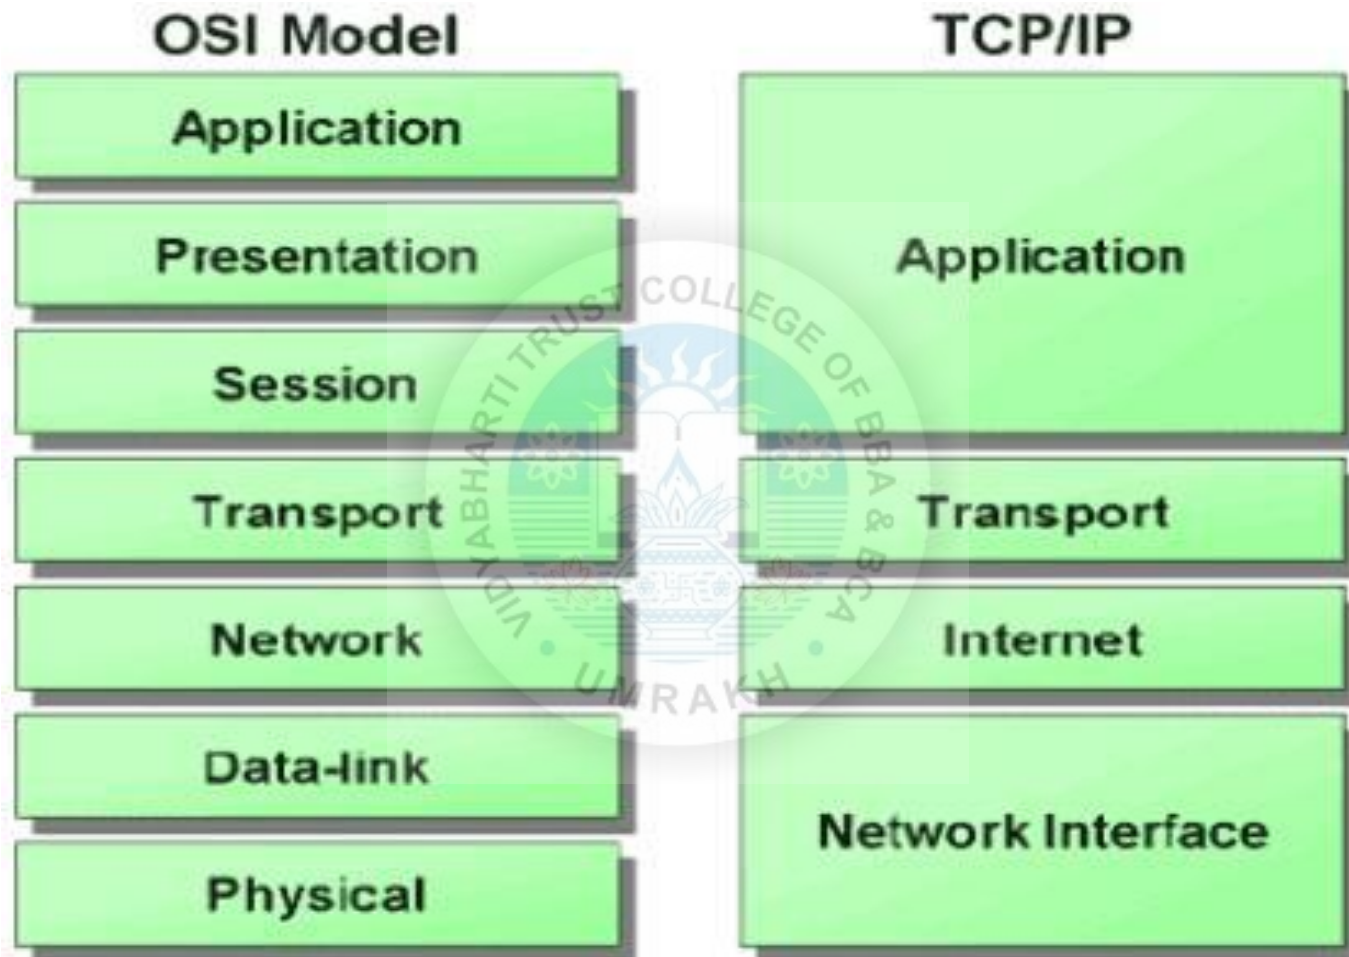 OSI Model
Application
Presentation
Session
Transport
Network
Data-link
Physical
TCP/IP
Application
Transport
Internet
Network Interface
VIDYABHARTI TRUST COLLEGE OF BBA & BCA
UMRAKH